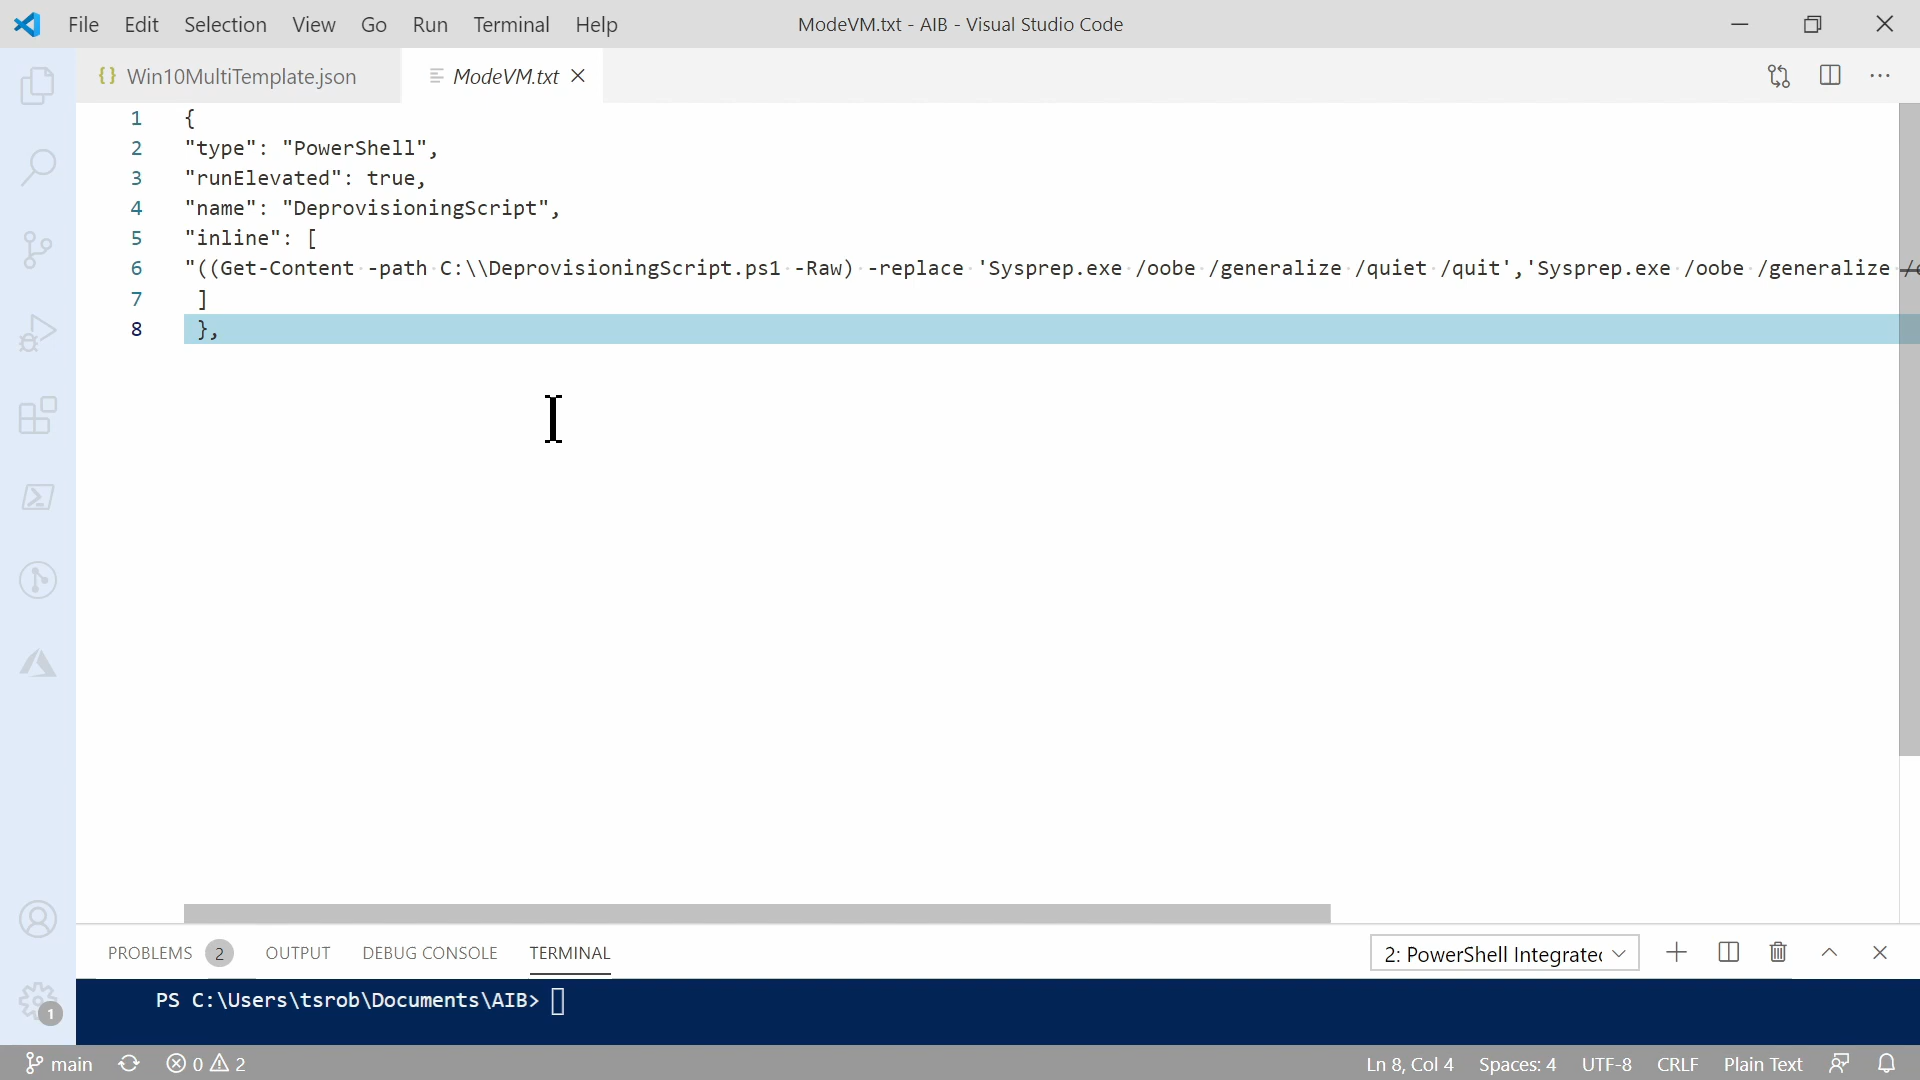 File Edit Selection View Go Run Terminal Help ModeVM.txt - AIB - Visual Studio Code
{} Win10MultiTemplate.json ModeVM.txt
1 {
2 "type": "PowerShell",
3 "runElevated": true,
4 "name": "DeprovisioningScript",
5 "inline": [
6 "((Get-Content -path C:\\DeprovisioningScript.ps1 -Raw) -replace 'Sysprep.exe /oobe /generalize /quiet /quit','Sysprep.exe /oobe /generalize
7 ]
8 },
PROBLEMS 2 OUTPUT DEBUG CONSOLE TERMINAL 2: PowerShell Integrated
PS C:\Users\tsrob\Documents\AIB>
1
main 0 2 Ln 8, Col 4 Spaces: 4 UTF-8 CRLF Plain Text